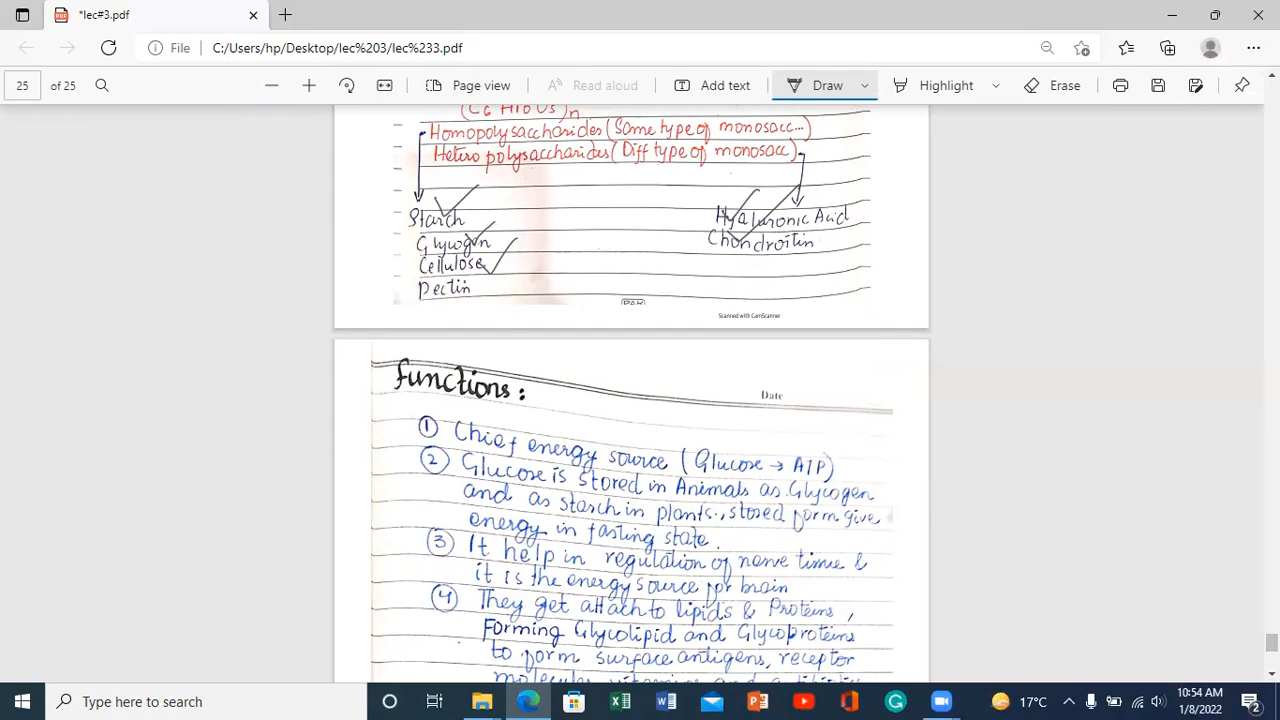 *lec#3.pdf
File
C:/Users/hp/Desktop/lec%203/lec%233.pdf
25 of 25
Page view
Read aloud
Add text
Draw
Highlight
Erase
(C6 H10 O5)n
Homopolysaccharides (Same type of monosacc...)
Hetero polysaccharides (Diff type of monosacc)
Starch
Glycogen
Cellulose
Pectin
Hyaluronic Acid
Chondroitin
Scanned with CamScanner
Functions:
Date
① Chief energy source (Glucose → ATP)
② Glucose is stored in Animals as Glycogen
and as starch in plants., stored form give
energy in fasting state.
③ It help in regulation of nerve tissue &
it is the energy source for brain
④ They get attach to lipids & Proteins,
Forming Glycolipid and Glycoproteins
to form surface antigens, receptor
Type here to search
17°C
10:54 AM
1/8/2022